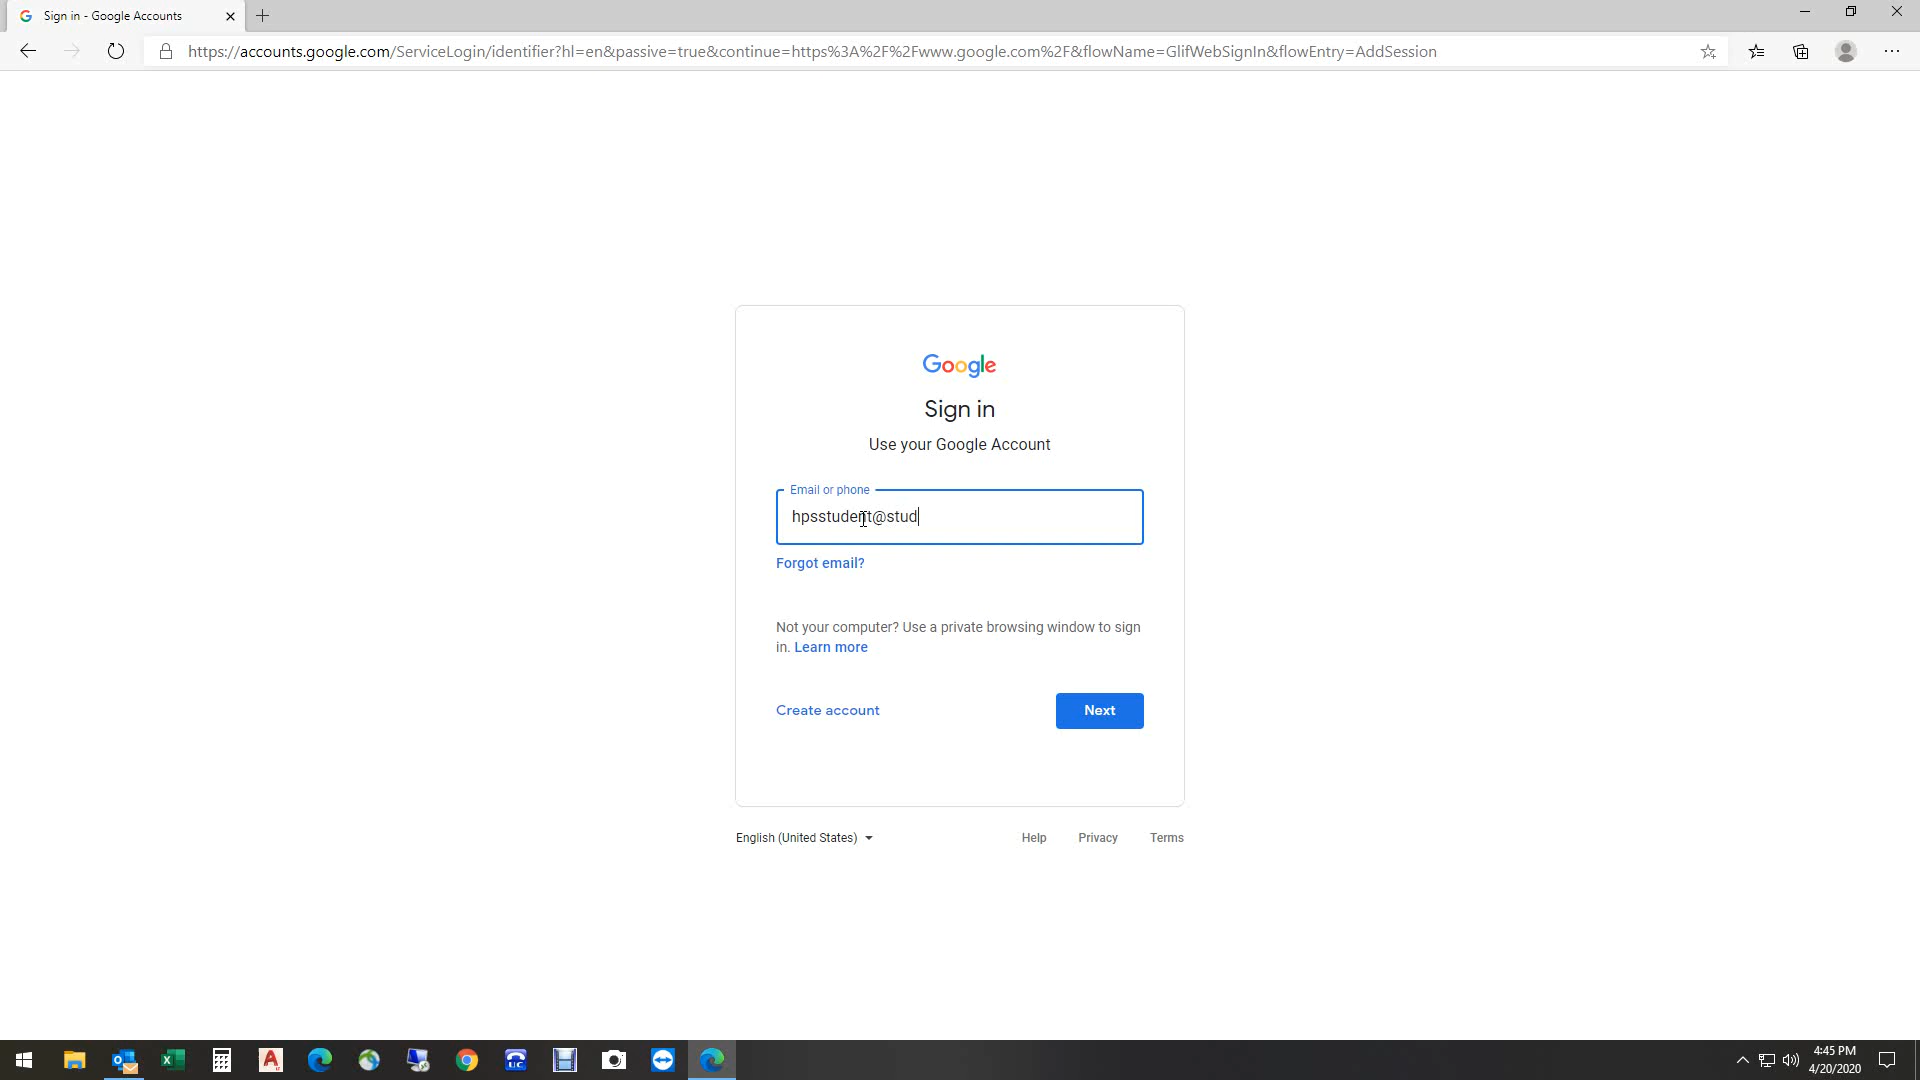 Sign in - Google Accounts
https://accounts.google.com/ServiceLogin/identifier?hl=en&passive=true&continue=https%3A%2F%2Fwww.google.com%2F&flowName=GlifWebSignIn&flowEntry=AddSession
Google
Sign in
Use your Google Account
Email or phone
hpsstudent@stud
Forgot email?
Not your computer? Use a private browsing window to sign
in. Learn more
Create account
Next
English (United States)
Help
Privacy
Terms
UC
4:45 PM
4/20/2020